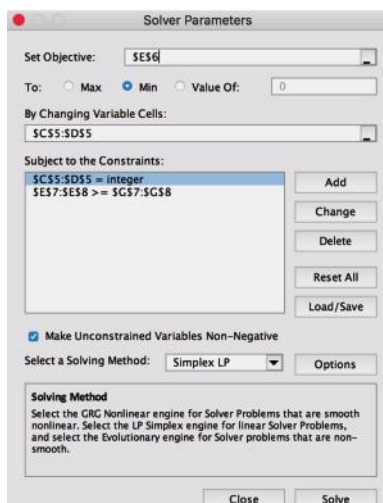 Solver Parameters
Set Objective: $E$6
To: Max Min Value Of: 0
By Changing Variable Cells:
$C$5:$D$5
Subject to the Constraints:
$C$5:$D$5 = integer
$E$7:$E$8 >= $G$7:$G$8
Add
Change
Delete
Reset All
Load/Save
Make Unconstrained Variables Non-Negative
Select a Solving Method: Simplex LP Options
Solving Method
Select the GRG Nonlinear engine for Solver Problems that are smooth
nonlinear. Select the LP Simplex engine for linear Solver Problems,
and select the Evolutionary engine for Solver problems that are non-
smooth.
Close Solve